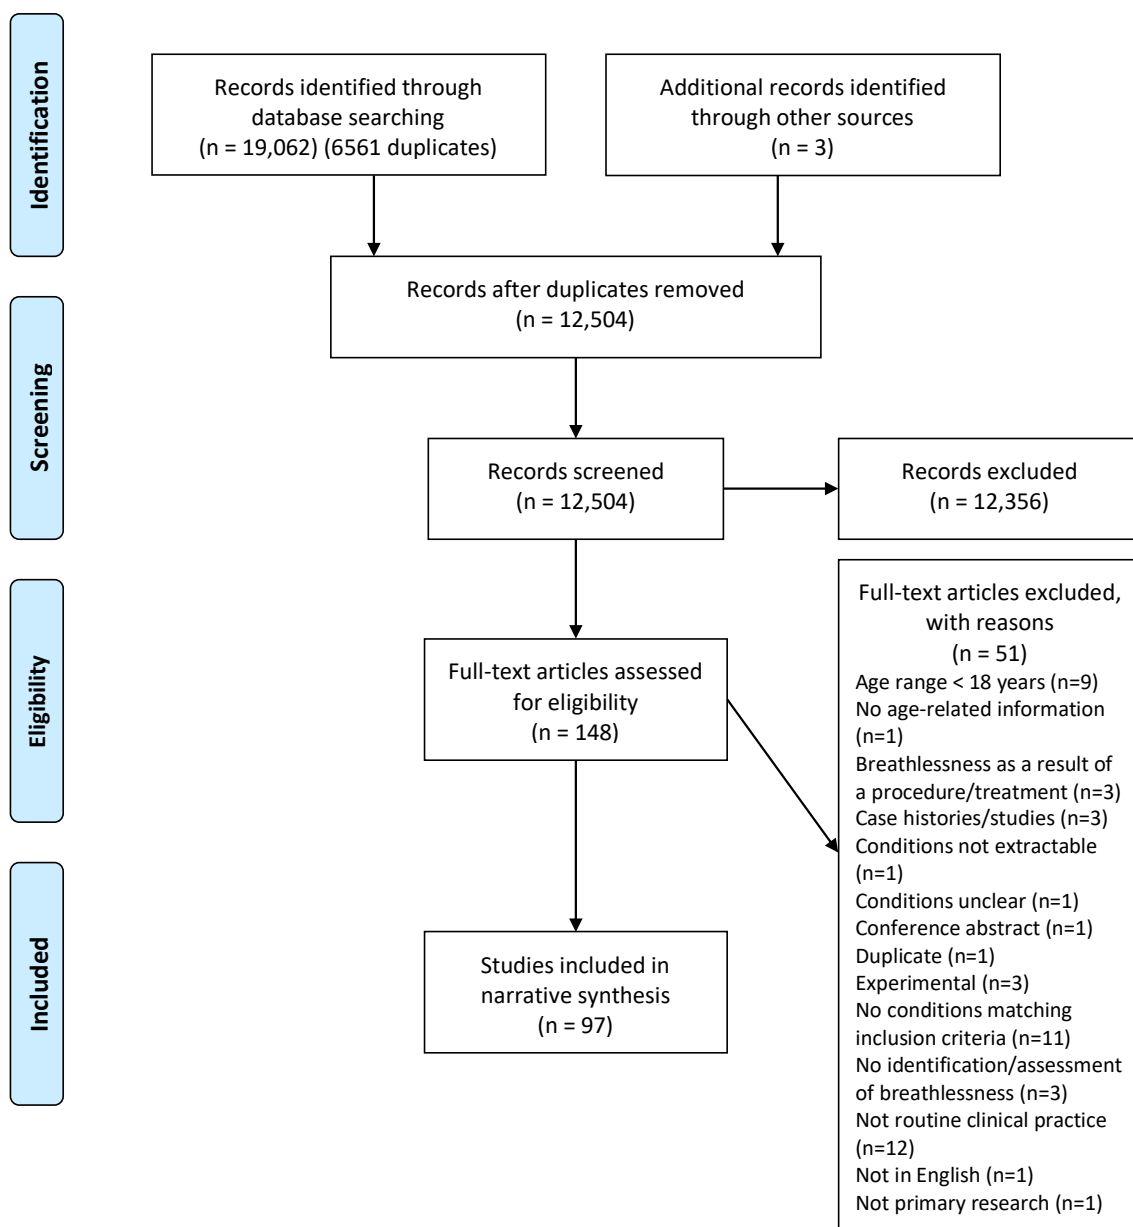 Identification
Records identified through
database searching
(n = 19,062) (6561 duplicates)
Additional records identified
through other sources
(n = 3)
Records after duplicates removed
(n = 12,504)
Screening
Records screened
(n = 12,504)
Records excluded
(n = 12,356)
Eligibility
Full-text articles assessed
for eligibility
(n = 148)
Full-text articles excluded,
with reasons
(n = 51)
Age range < 18 years (n=9)
No age-related information
(n=1)
Breathlessness as a result of
a procedure/treatment (n=3)
Case histories/studies (n=3)
Conditions not extractable
(n=1)
Conditions unclear (n=1)
Conference abstract (n=1)
Duplicate (n=1)
Experimental (n=3)
No conditions matching
inclusion criteria (n=11)
No identification/assessment
of breathlessness (n=3)
Not routine clinical practice
(n=12)
Not in English (n=1)
Not primary research (n=1)
Included
Studies included in
narrative synthesis
(n = 97)